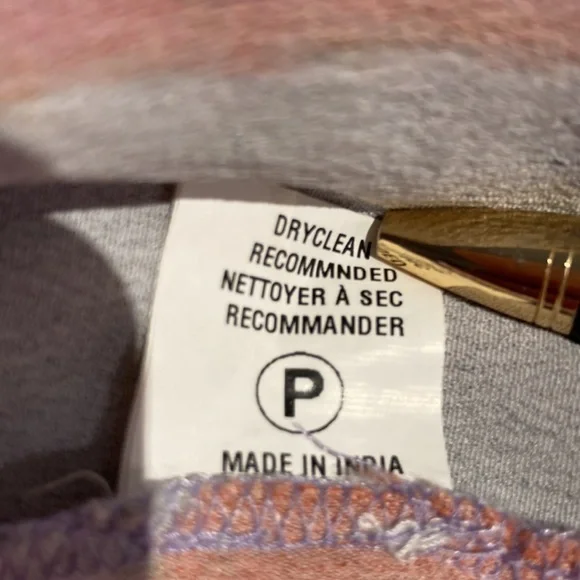 DRYCLEAN
RECOMMNDED
NETTOYER À SEC
RECOMMANDER
P
MADE IN INDIA